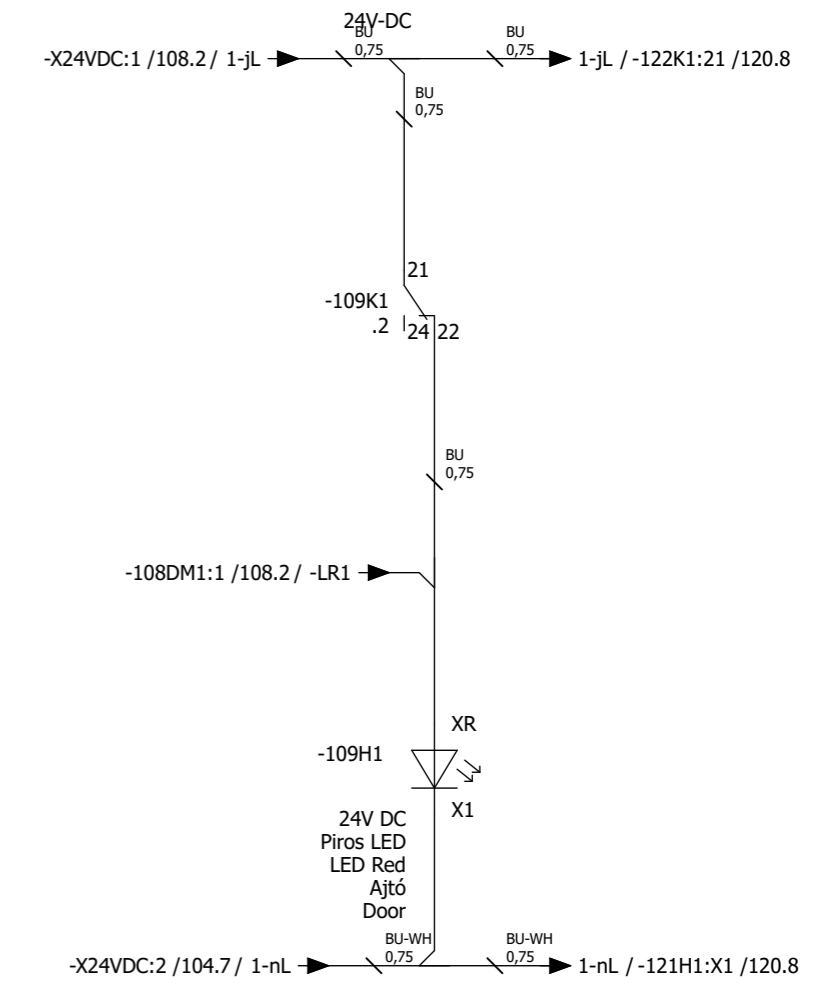 24V-DC
BU
0,75
BU
0,75
-X24VDC:1 /108.2 / 1-jL
1-jL / -122K1:21 /120.8
BU
0,75
21
-109K1
.2
24
22
BU
0,75
-108DM1:1 /108.2 / -LR1
XR
-109H1
X1
24V DC
Piros LED
LED Red
Ajtó
Door
BU-WH
0,75
BU-WH
0,75
-X24VDC:2 /104.7 / 1-nL
1-nL / -121H1:X1 /120.8